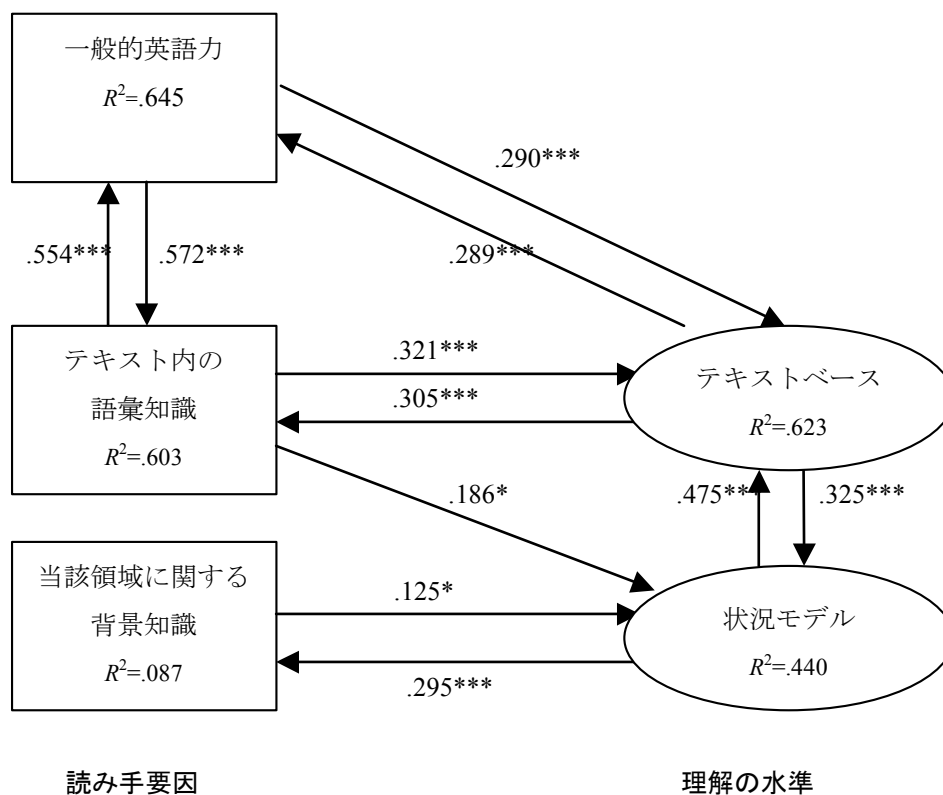 一般的英語力
R²=.645
.290***
.289***
.554***
.572***
テキスト内の
語彙知識
R²=.603
.321***
.305***
テキストベース
R²=.623
.186*
.475**
.325***
当該領域に関する
背景知識
R²=.087
.125*
.295***
状況モデル
R²=.440
読み手要因
理解の水準